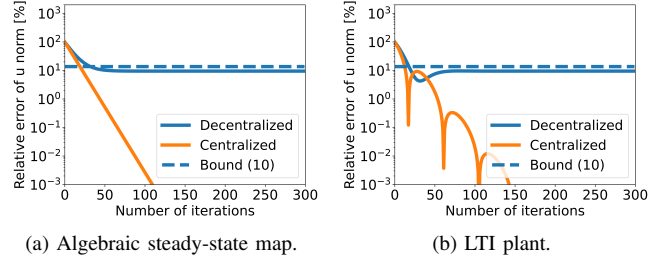 Relative error of u norm [%]
10³
10²
10¹
10⁰
10⁻¹
10⁻²
10⁻³
0 50 100 150 200 250 300
Number of iterations
Decentralized
Centralized
Bound (10)
(a) Algebraic steady-state map.
Relative error of u norm [%]
10³
10²
10¹
10⁰
10⁻¹
10⁻²
10⁻³
0 50 100 150 200 250 300
Number of iterations
Decentralized
Centralized
Bound (10)
(b) LTI plant.